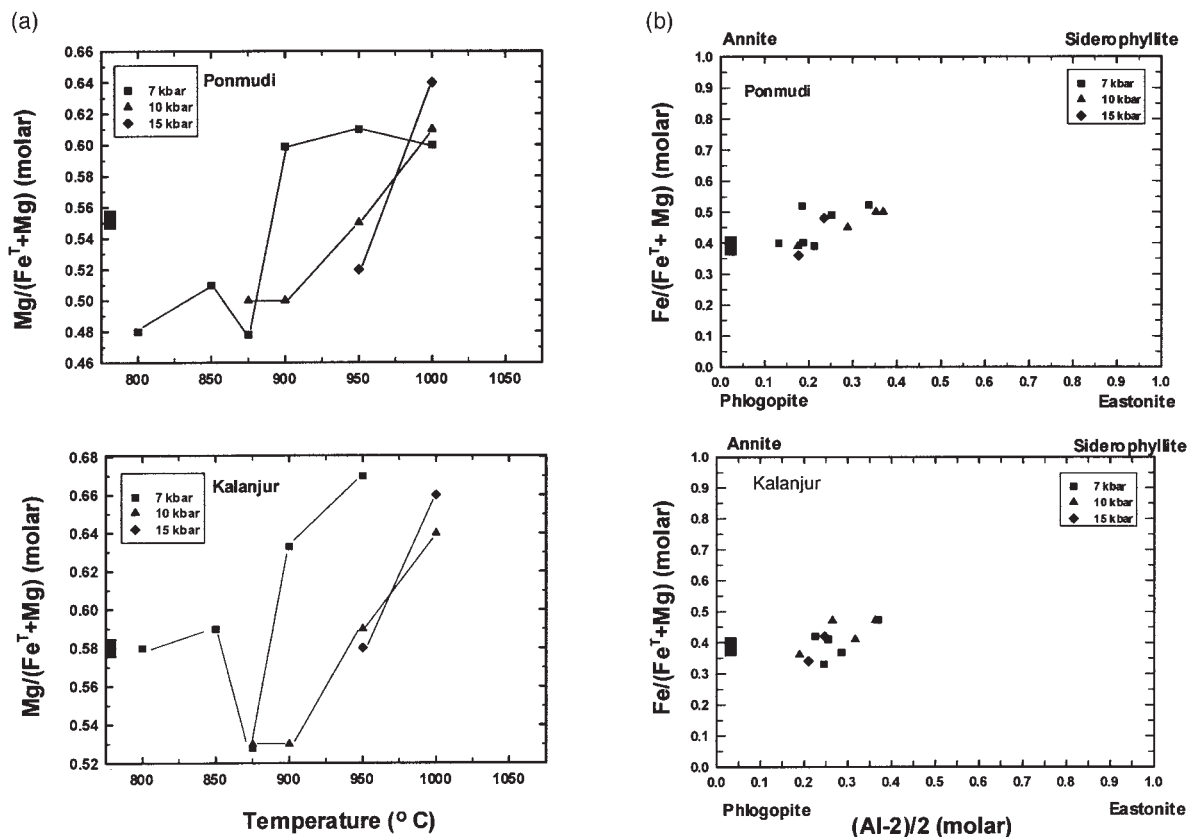 (a)
(b)
Ponmudi
7 kbar
10 kbar
15 kbar
Mg/(Fe^T+Mg) (molar)
0.66
0.64
0.62
0.60
0.58
0.56
0.54
0.52
0.50
0.48
0.46
800
850
900
950
1000
1050
Annite
Siderophyllite
Ponmudi
7 kbar
10 kbar
15 kbar
Fe/(Fe^T+ Mg) (molar)
1.0
0.9
0.8
0.7
0.6
0.5
0.4
0.3
0.2
0.1
0.0
0.0
0.1
0.2
0.3
0.4
0.5
0.6
0.7
0.8
0.9
1.0
Phlogopite
Eastonite
Kalanjur
7 kbar
10 kbar
15 kbar
Mg/(Fe^T+Mg) (molar)
0.68
0.66
0.64
0.62
0.60
0.58
0.56
0.54
0.52
800
850
900
950
1000
1050
Temperature (° C)
Annite
Siderophyllite
Kalanjur
7 kbar
10 kbar
15 kbar
Fe/(Fe^T+Mg) (molar)
1.0
0.9
0.8
0.7
0.6
0.5
0.4
0.3
0.2
0.1
0.0
0.0
0.1
0.2
0.3
0.4
0.5
0.6
0.7
0.8
0.9
1.0
Phlogopite
Eastonite
(Al-2)/2 (molar)